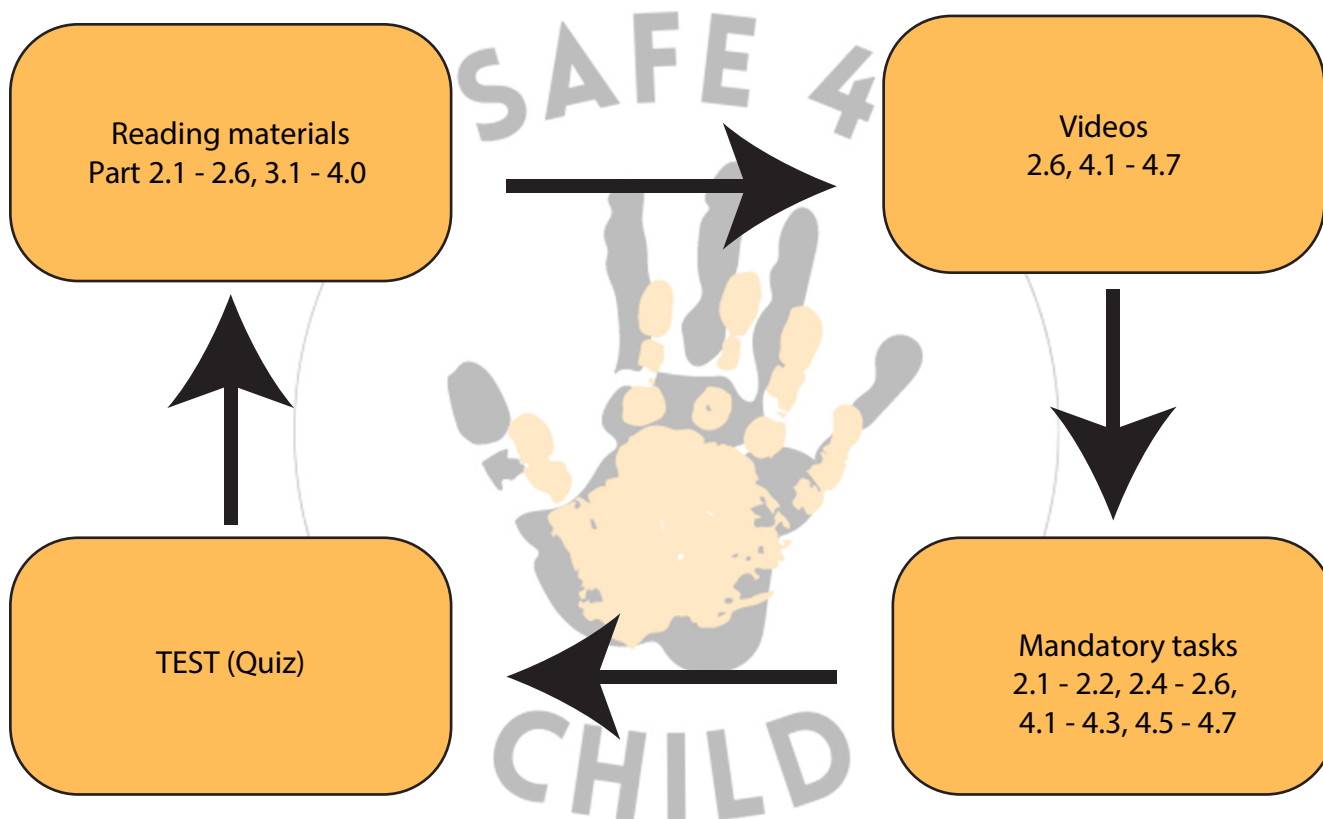 SAFE 4
Reading materials
Part 2.1 - 2.6, 3.1 - 4.0
Videos
2.6, 4.1 - 4.7
TEST (Quiz)
Mandatory tasks
2.1 - 2.2, 2.4 - 2.6,
4.1 - 4.3, 4.5 - 4.7
CHILD